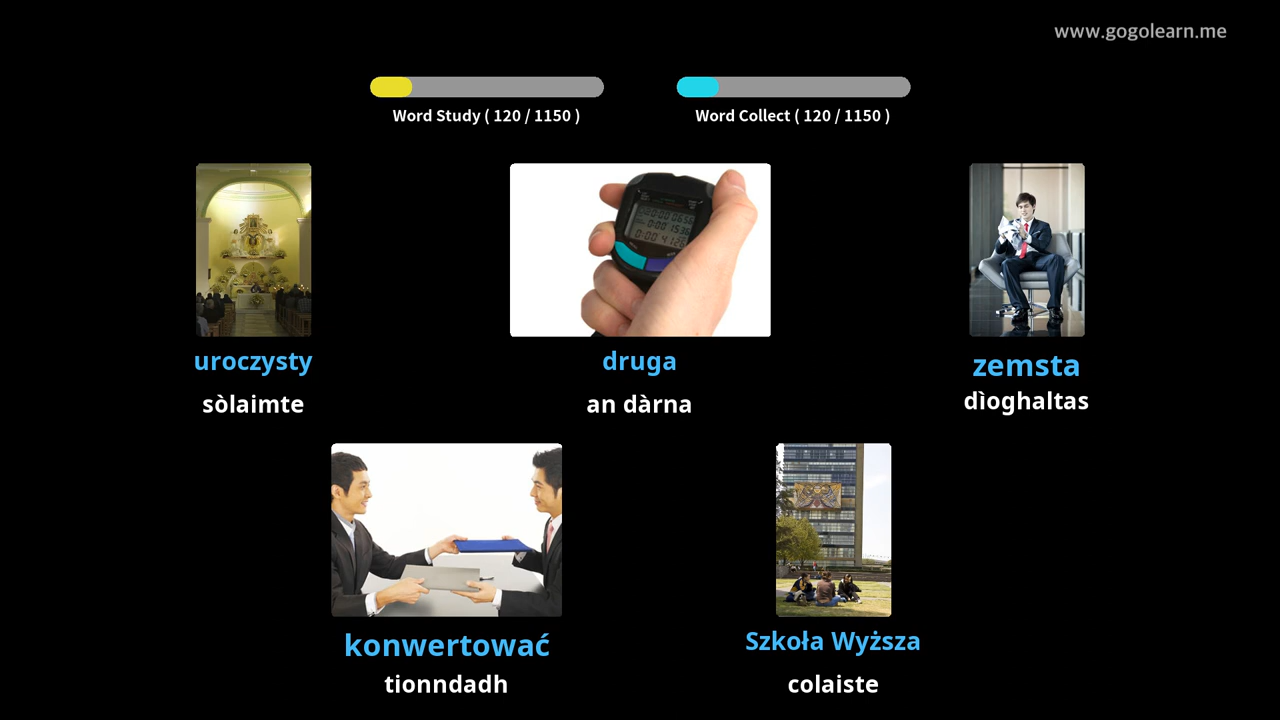 www.gogolearn.me
Word Study ( 120 / 1150 )
Word Collect ( 120 / 1150 )
uroczysty
sòlaimte
druga
an dàrna
zemsta
dìoghaltas
konwertować
tionndadh
Szkoła Wyższa
colaiste